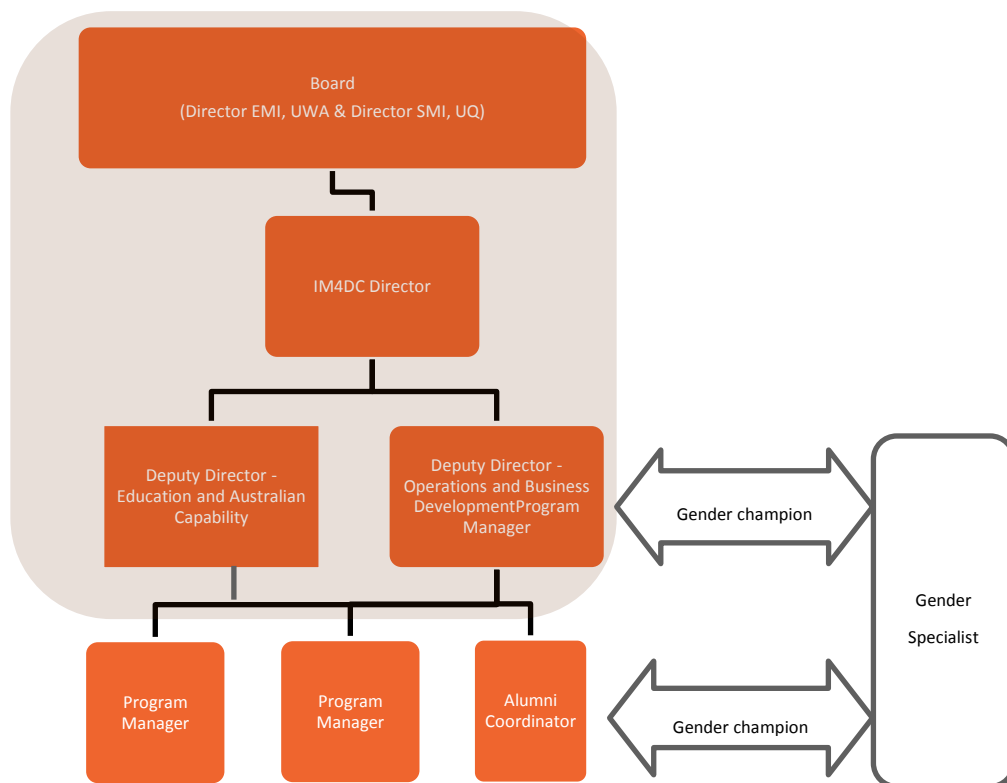 Board
(Director EMI, UWA & Director SMI, UQ)
IM4DC Director
Deputy Director -
Education and Australian
Capability
Deputy Director -
Operations and Business
DevelopmentProgram
Manager
Gender champion
Gender
Specialist
Program
Manager
Program
Manager
Alumni
Coordinator
Gender champion